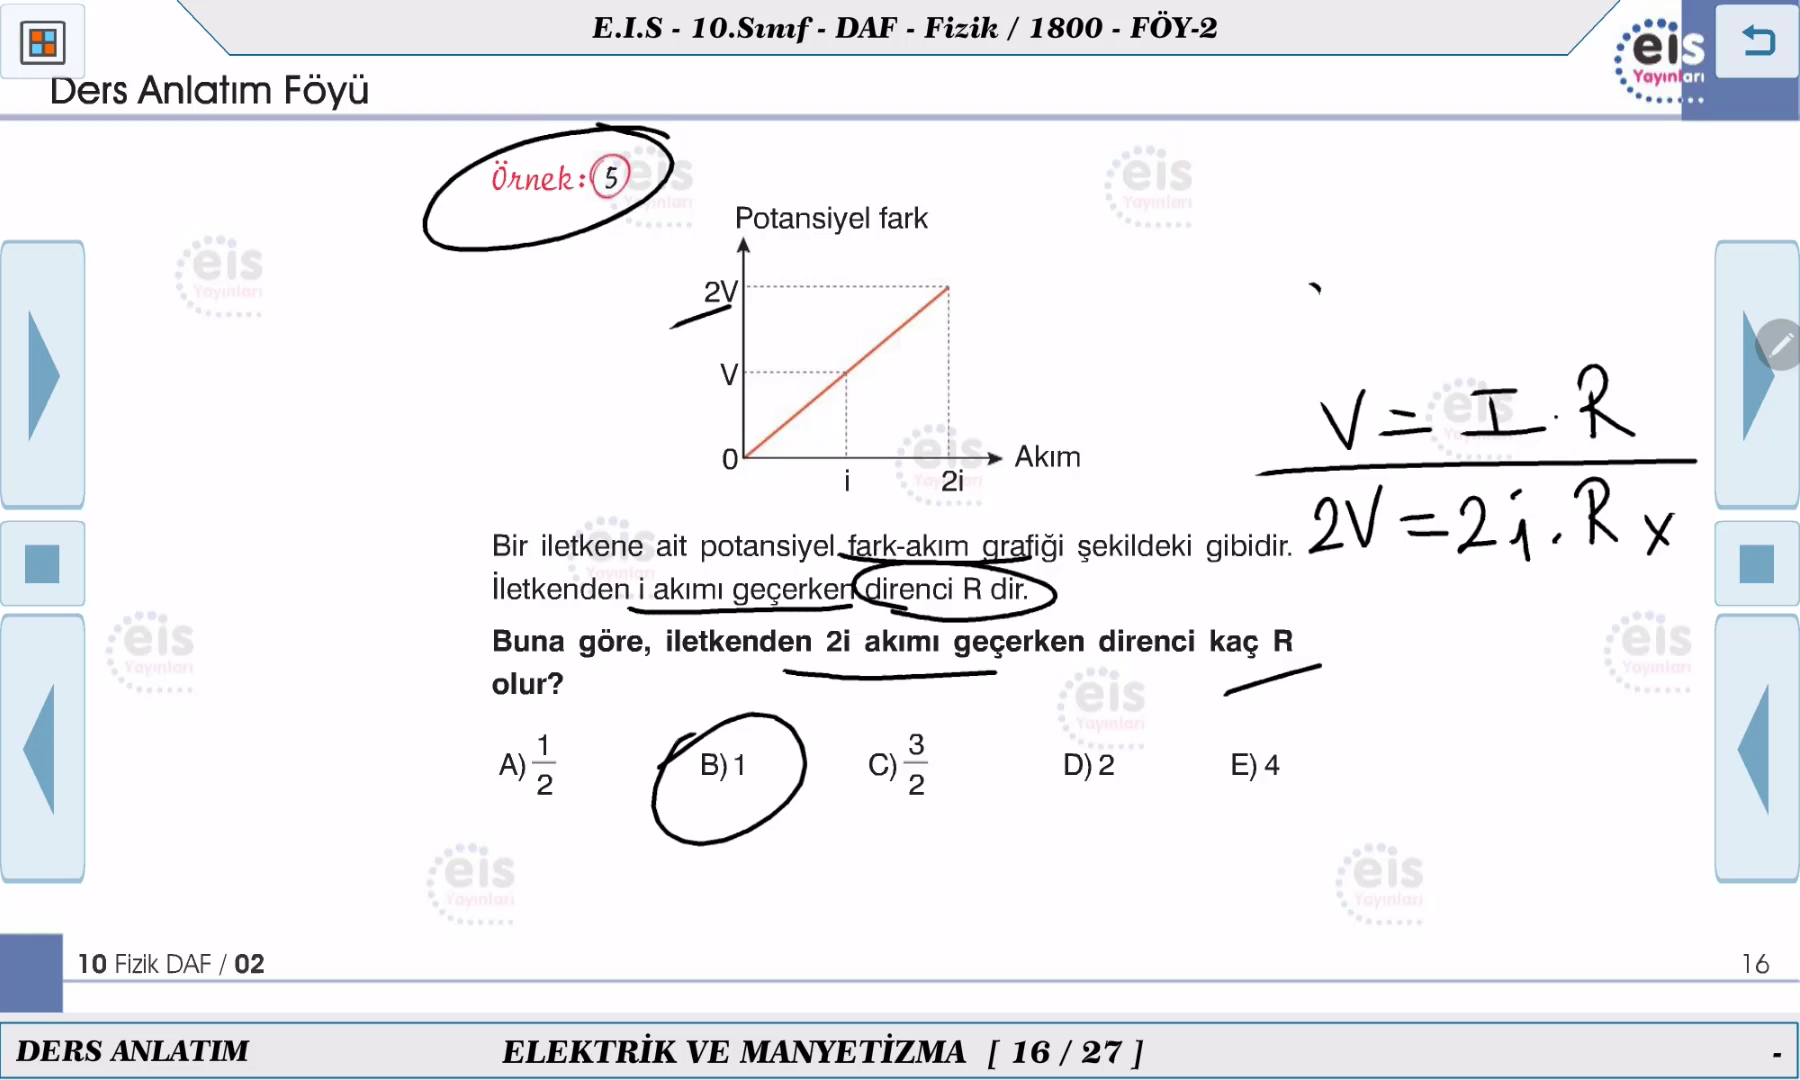 E.I.S - 10.Sınıf - DAF - Fizik / 1800 - FÖY-2
eis
Yayınları
Ders Anlatım Föyü
Örnek: 5
Potansiyel fark
2V
V
0
i
2i
Akım
V = I . R
2V = 2i . R x
Bir iletkene ait potansiyel fark-akım grafiği şekildeki gibidir.
İletkenden i akımı geçerken direnci R dir.
Buna göre, iletkenden 2i akımı geçerken direnci kaç R
olur?
A) 1/2 B) 1 C) 3/2 D) 2 E) 4
10 Fizik DAF / 02
16
DERS ANLATIM
ELEKTRİK VE MANYETİZMA [ 16 / 27 ]
-